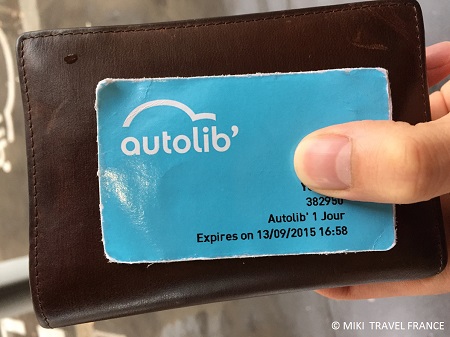 autolib'
382950
Autolib' 1 Jour
Expires on 13/09/2015 16:58
© MIKI TRAVEL FRANCE